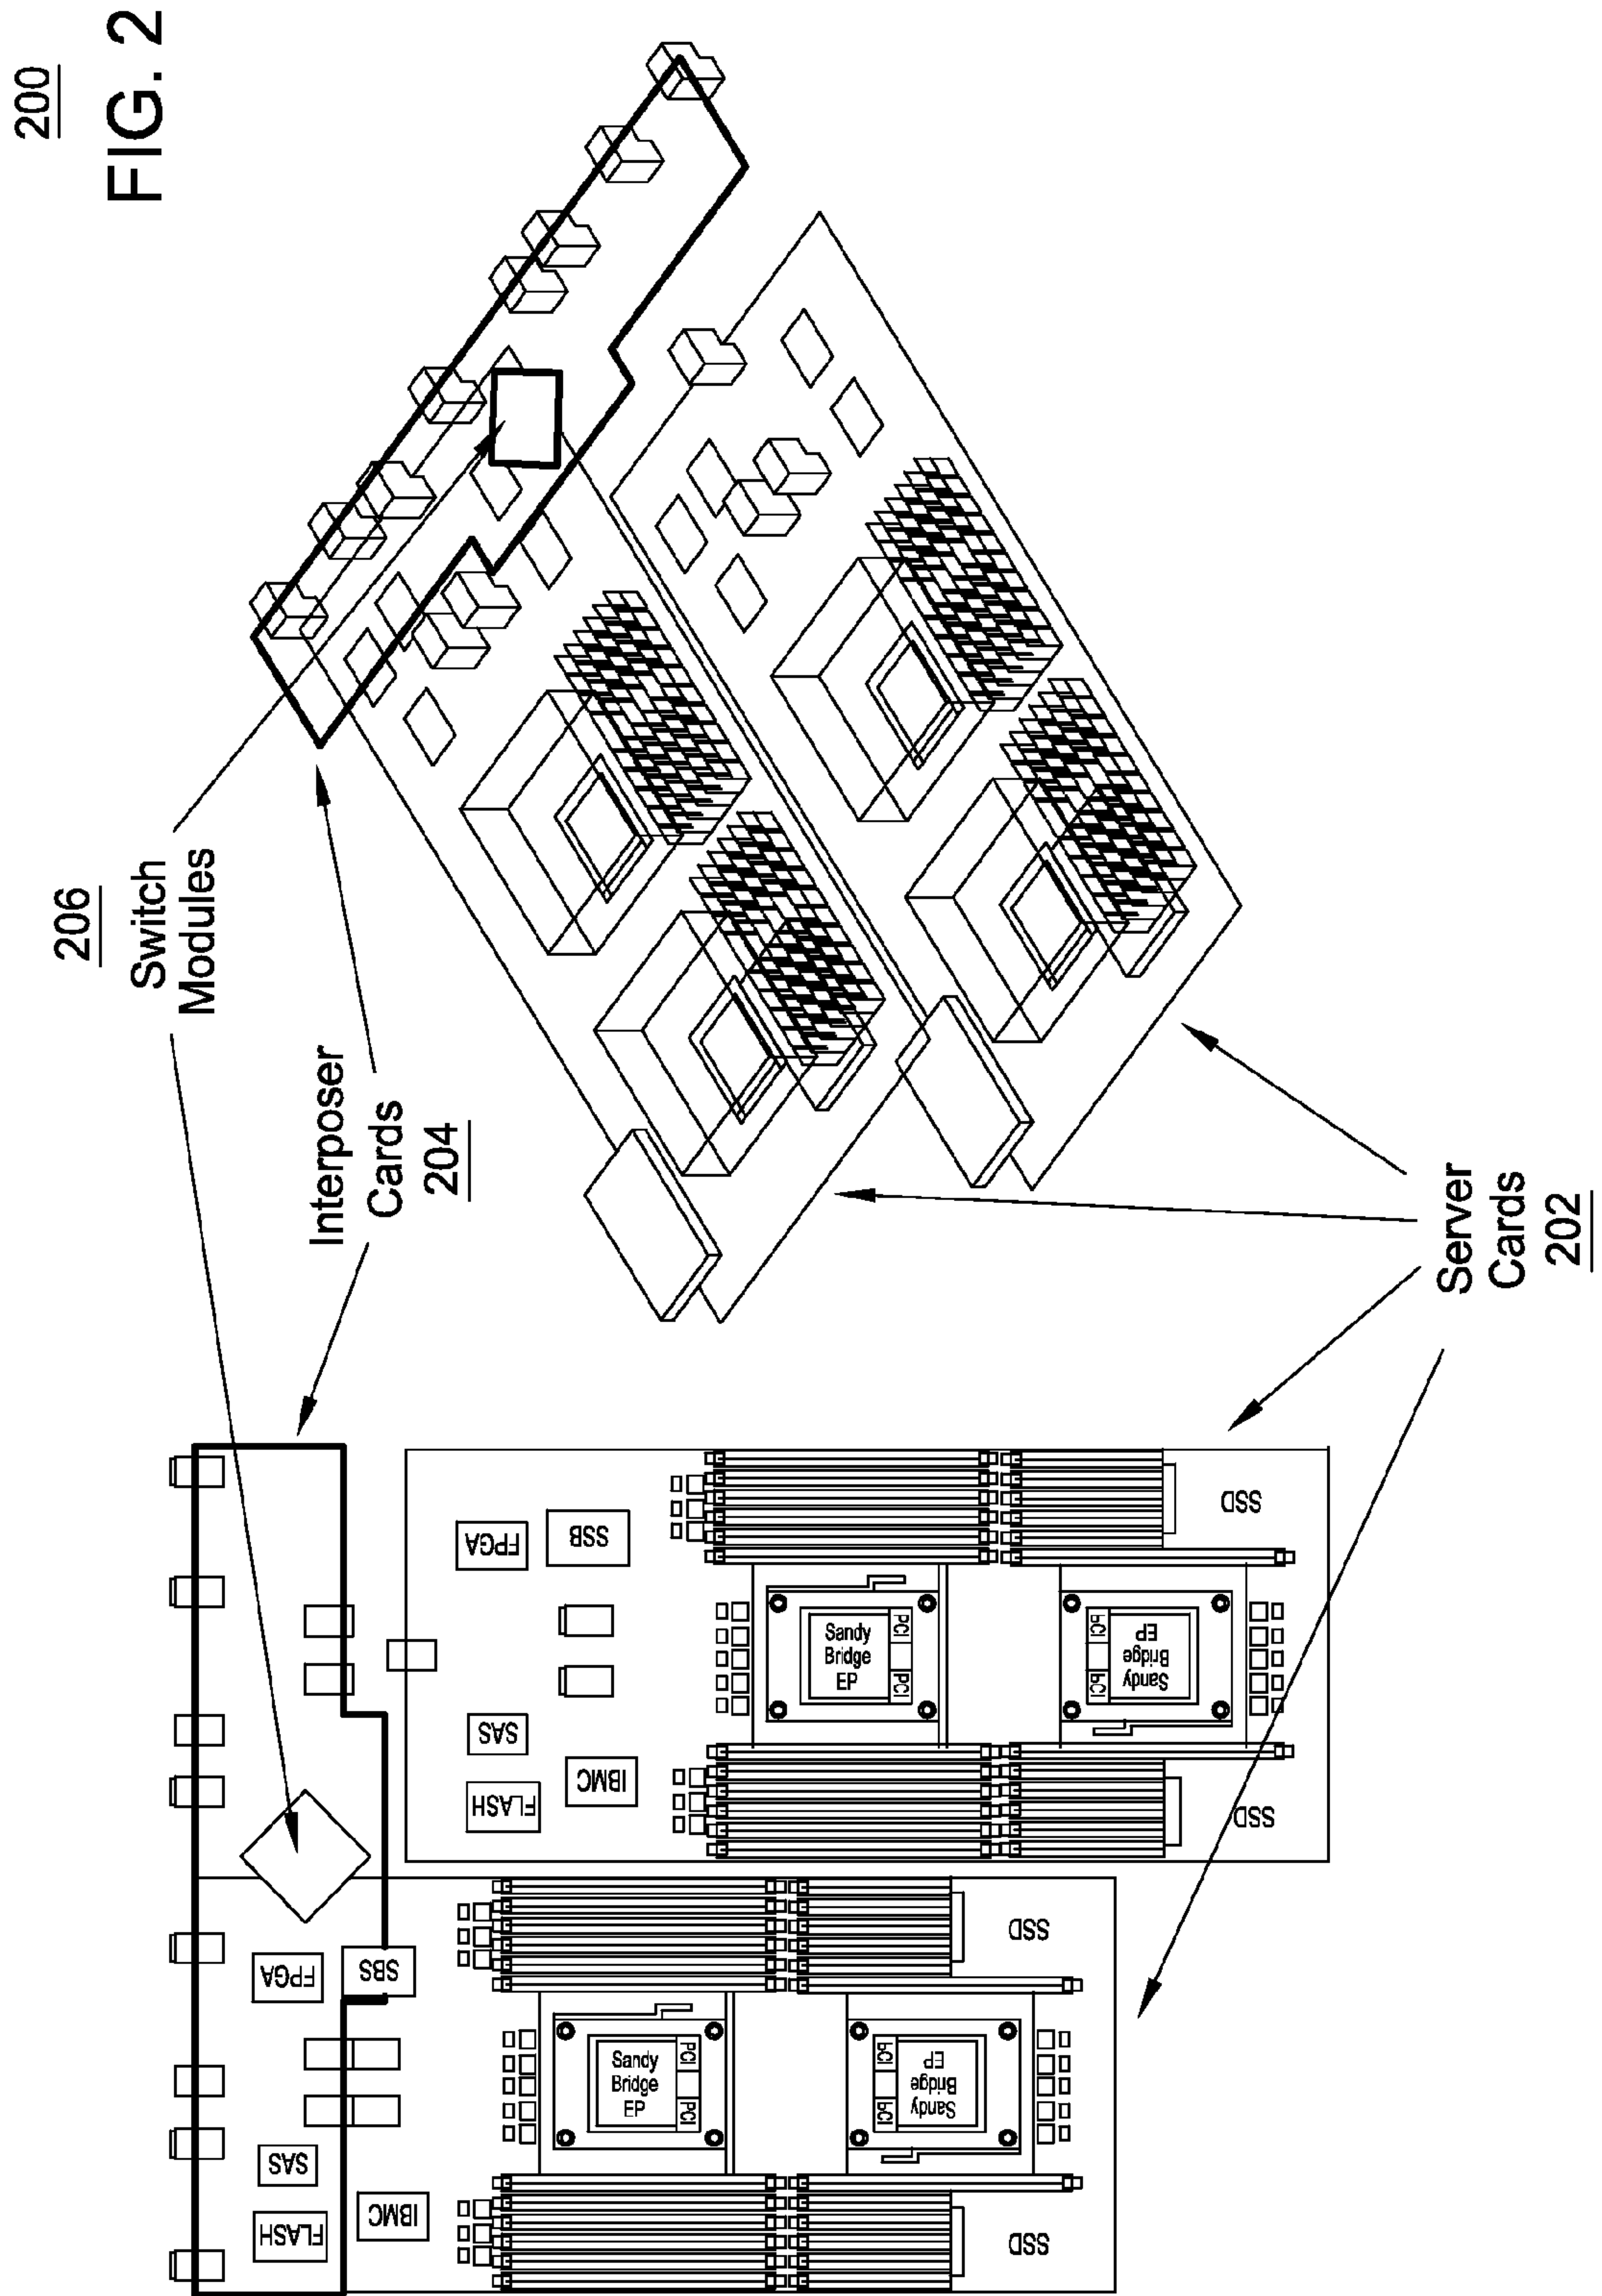 200
FIG. 2
206
Switch
Modules
Interposer
Cards
204
Server
Cards
202
FPGA
SSB
SAS
FLASH
IBMC
Sandy
Bridge
EP
PCI
PCI
PCI
PCI
Sandy
Bridge
EP
SSD
SSD
FPGA
SBS
SAS
FLASH
IBMC
Sandy
Bridge
EP
PCI
PCI
PCI
PCI
Sandy
Bridge
EP
SSD
SSD